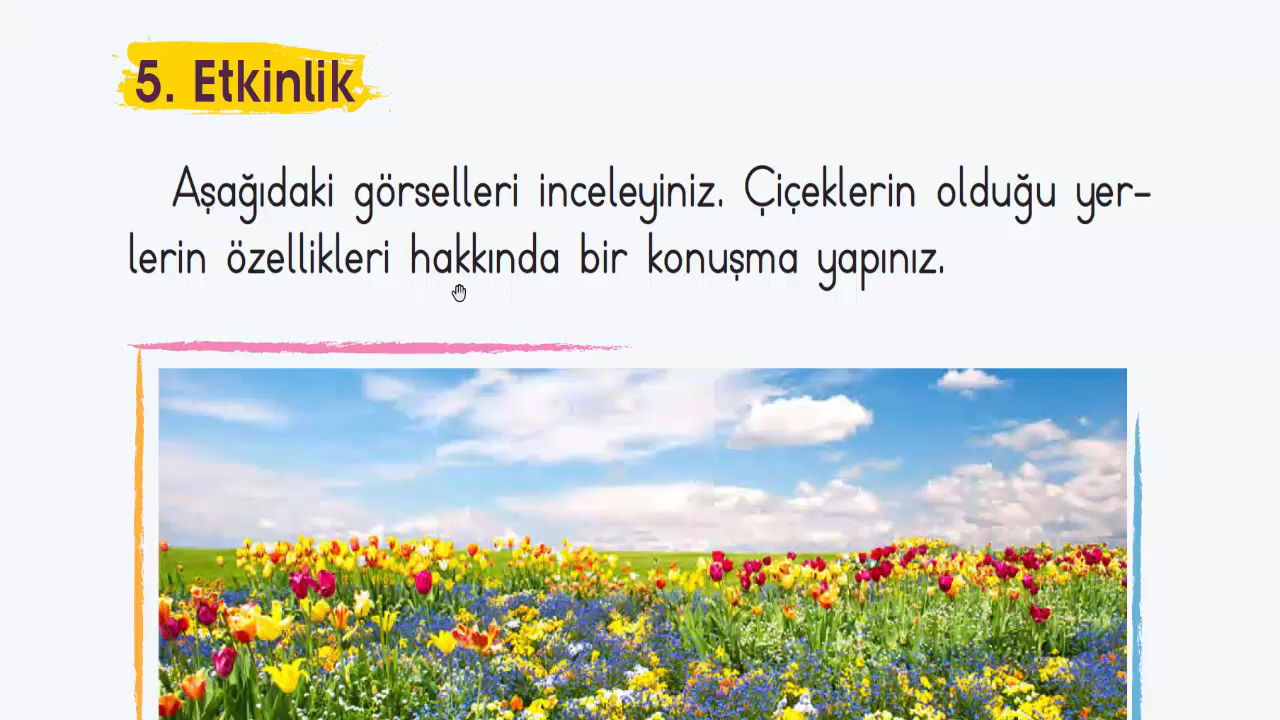 5. Etkinlik
Aşağıdaki görselleri inceleyiniz. Çiçeklerin olduğu yer-
lerin özellikleri hakkında bir konuşma yapınız.